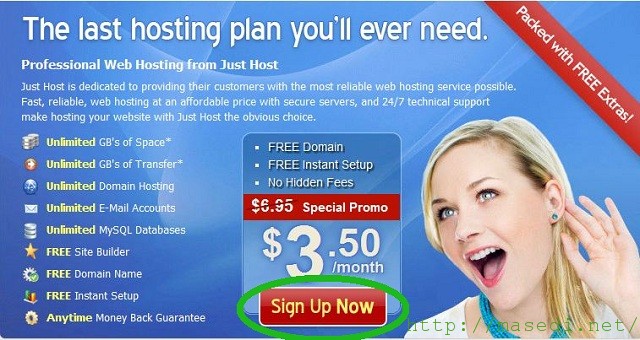 The last hosting plan you'll ever need.
Packed with FREE Extras!
Professional Web Hosting from Just Host
Just Host is dedicated to providing their customers with the most reliable web hosting service possible.
Fast, reliable, web hosting at an affordable price with secure servers, and 24/7 technical support
make hosting your website with Just Host the obvious choice.
Unlimited GB's of Space*
Unlimited GB's of Transfer*
Unlimited Domain Hosting
Unlimited E-Mail Accounts
Unlimited MySQL Databases
FREE Site Builder
FREE Domain Name
FREE Instant Setup
Anytime Money Back Guarantee
FREE Domain
FREE Instant Setup
No Hidden Fees
$6.95 Special Promo
$3.50
/month
Sign Up Now